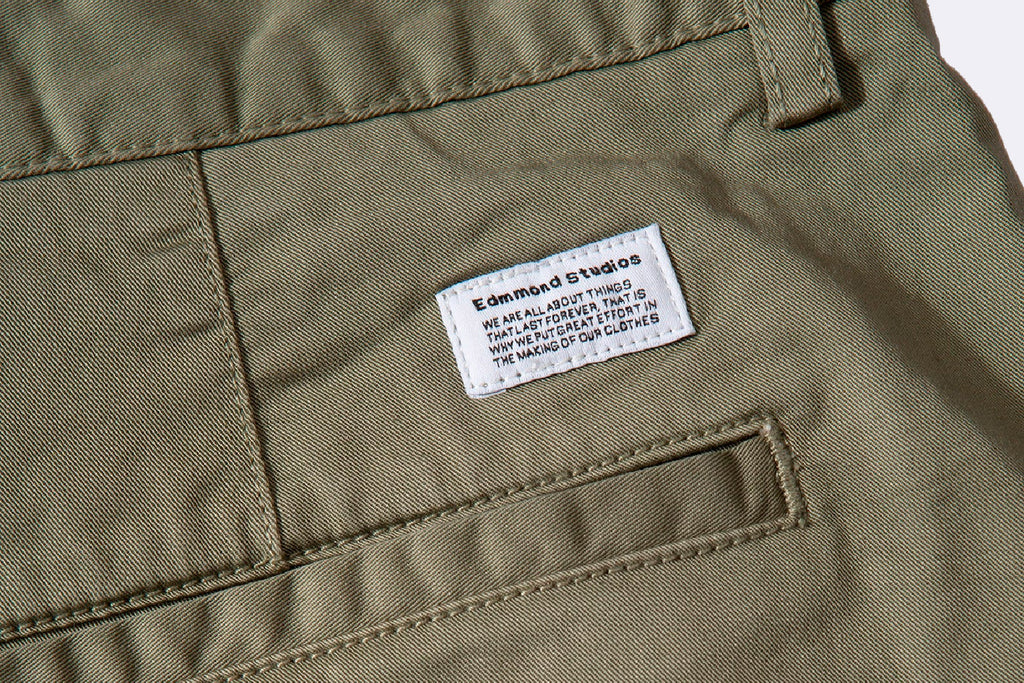 Edmmond Studios
WE ARE ALL ABOUT THINGS
THAT LAST FOREVER, THAT IS
WHY WE PUT GREAT EFFORT IN
THE MAKING OF OUR CLOTHES